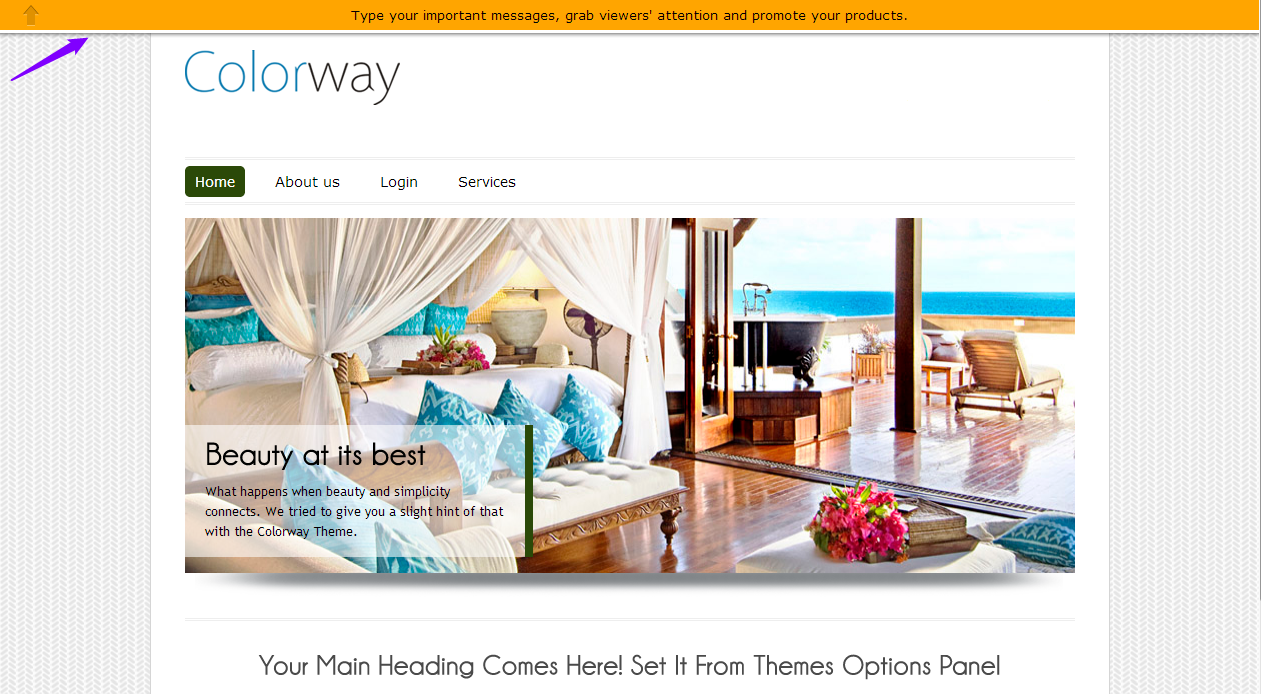 Type your important messages, grab viewers' attention and promote your products.
Colorway
Home About us Login Services
Beauty at its best
What happens when beauty and simplicity
connects. We tried to give you a slight hint of that
with the Colorway Theme.
Your Main Heading Comes Here! Set It From Themes Options Panel